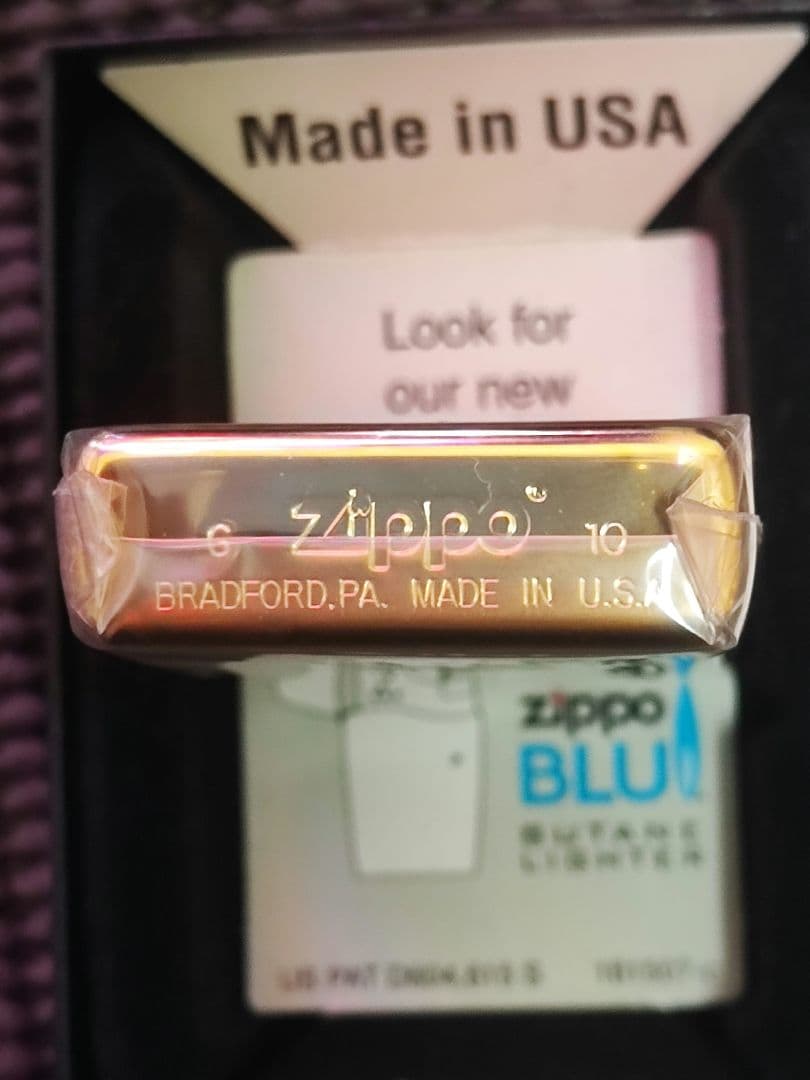 Made in USA
Look for
our new
G zippo 10
BRADFORD, PA. MADE IN U.S.A
zippo
BLU
BUTANE
LIGHTER